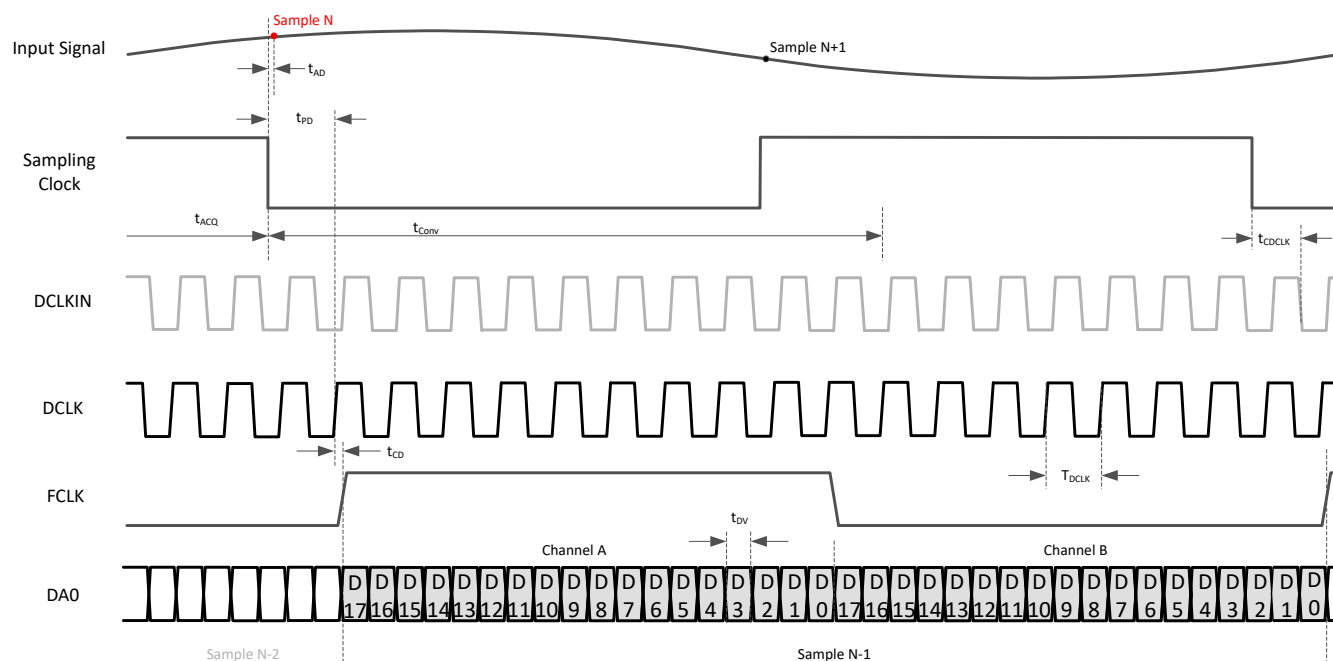 Sample N
Input Signal
Sample N+1
tAD
tPD
Sampling
Clock
tACQ
tConv
tCDCLK
DCLKIN
DCLK
tCD
TDCLK
FCLK
tDV
Channel A
Channel B
DA0
D D D D D D D D D D D D D D D D D D D D D D D D D D D D D D D D D D D D
17 16 15 14 13 12 11 10 9 8 7 6 5 4 3 2 1 0 17 16 15 14 13 12 11 10 9 8 7 6 5 4 3 2 1 0
Sample N-2
Sample N-1